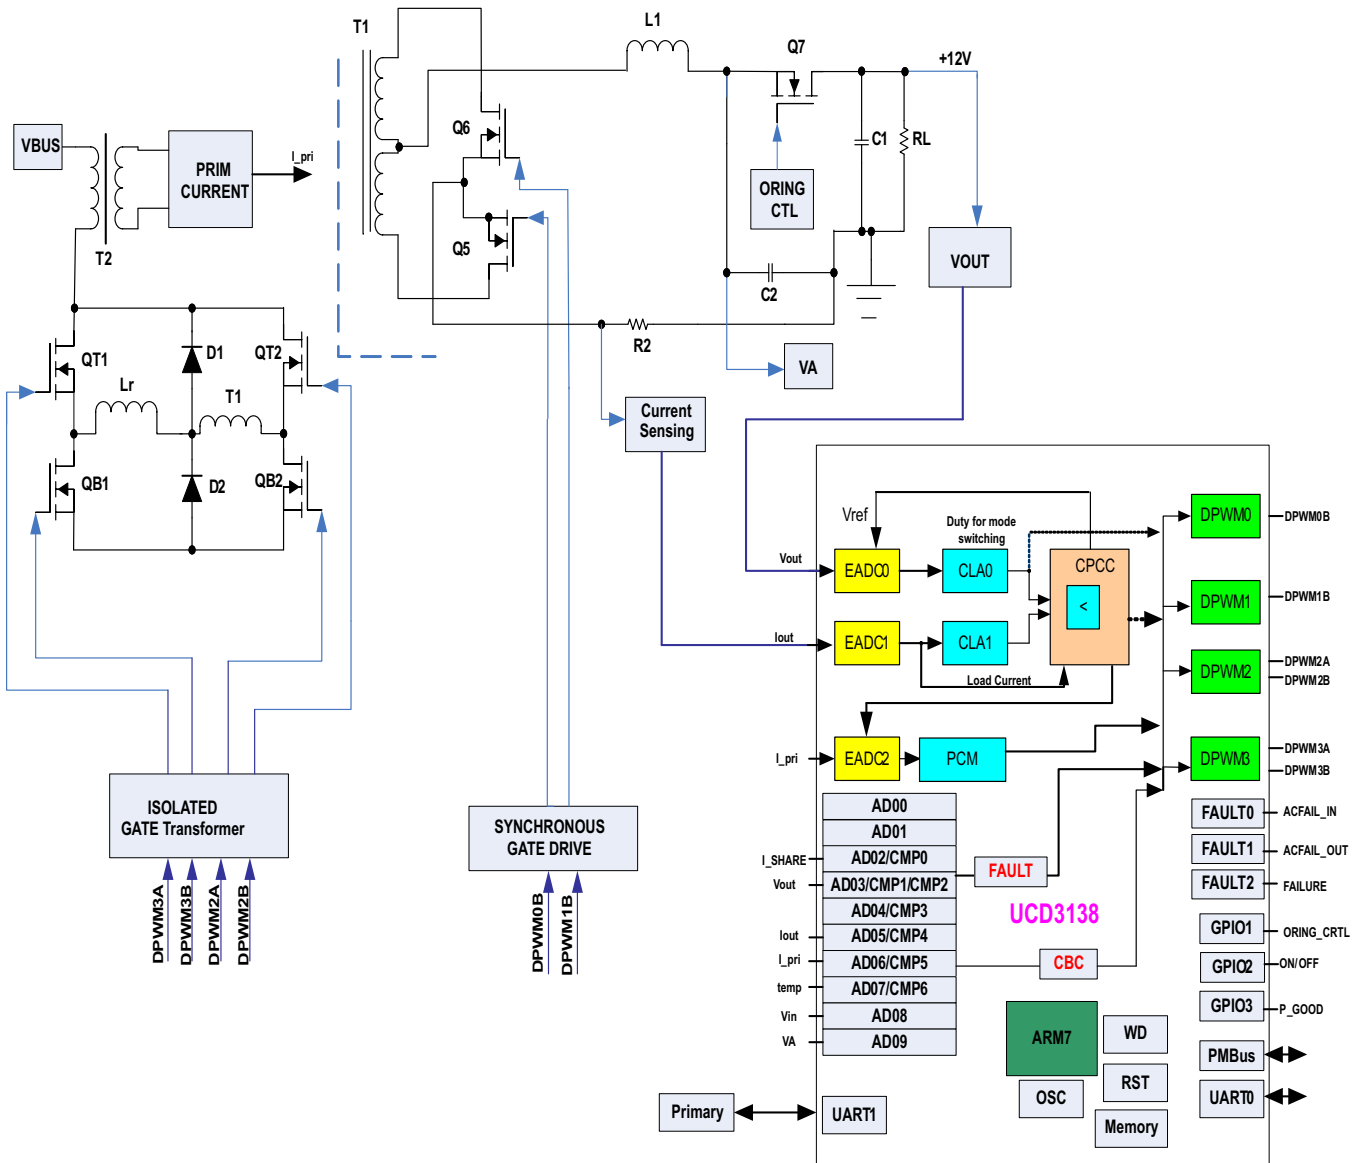 T1
L1
Q7
+12V
VBUS
PRIM
CURRENT
I_pri
T2
Q6
Q5
C1
RL
ORING
CTL
VOUT
C2
R2
VA
QT1
D1
QT2
Lr
T1
QB1
D2
QB2
Current
Sensing
Vref
Duty for mode
switching
CPCC
<
Vout
EADC0
CLA0
Iout
EADC1
CLA1
Load Current
I_pri
EADC2
PCM
DPWM0
DPWM0B
DPWM1
DPWM1B
DPWM2
DPWM2A
DPWM2B
DPWM3
DPWM3A
DPWM3B
ISOLATED
GATE Transformer
DPWM3A
DPWM3B
DPWM2A
DPWM2B
SYNCHRONOUS
GATE DRIVE
DPWM0B
DPWM1B
AD00
AD01
I_SHARE
AD02/CMP0
Vout
AD03/CMP1/CMP2
AD04/CMP3
Iout
AD05/CMP4
I_pri
AD06/CMP5
temp
AD07/CMP6
Vin
AD08
VA
AD09
FAULT
UCD3138
CBC
FAULT0
ACFAIL_IN
FAULT1
ACFAIL_OUT
FAULT2
FAILURE
GPIO1
ORING_CRTL
GPIO2
ON/OFF
GPIO3
P_GOOD
ARM7
WD
PMBus
OSC
RST
UART0
Memory
Primary
UART1